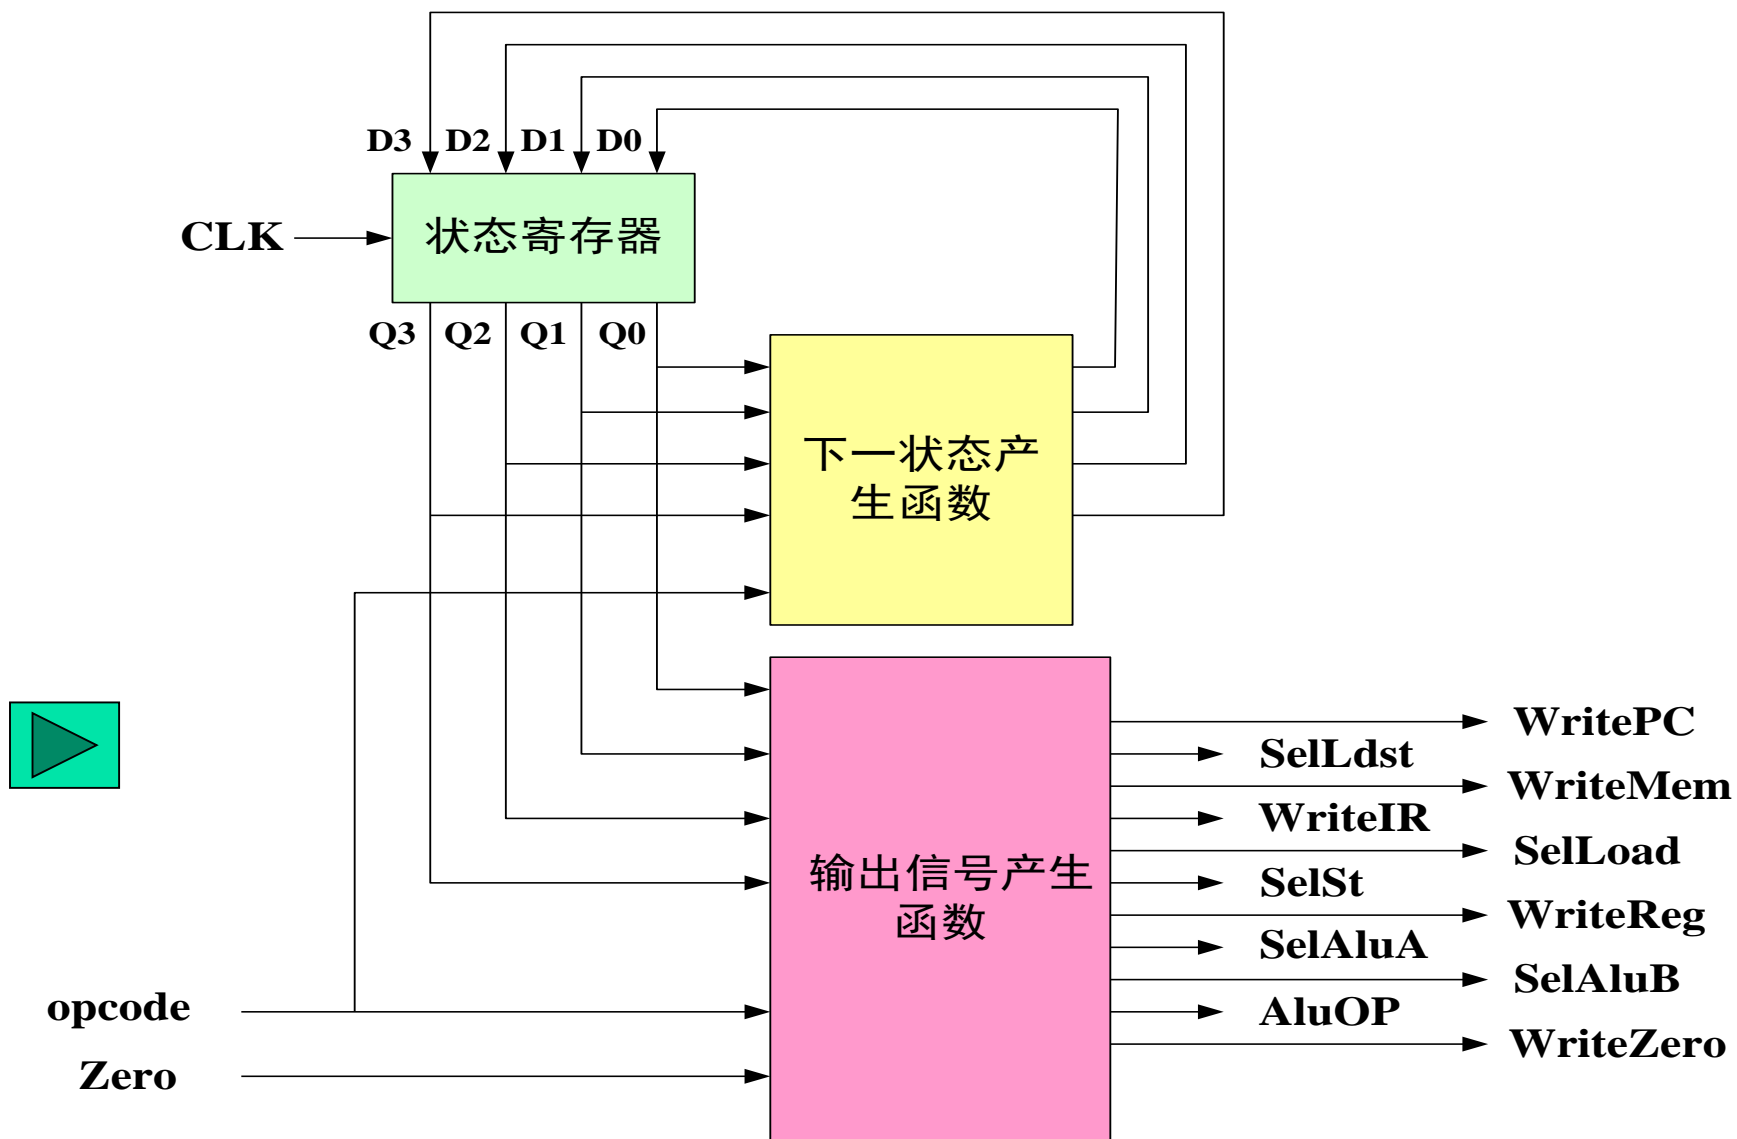 D3 D2 D1 D0
CLK
状态寄存器
Q3 Q2 Q1 Q0
下一状态产
生函数
输出信号产生
函数
opcode
Zero
WritePC
SelLdst
WriteMem
WriteIR
SelLoad
SelSt
WriteReg
SelAluA
SelAluB
AluOP
WriteZero